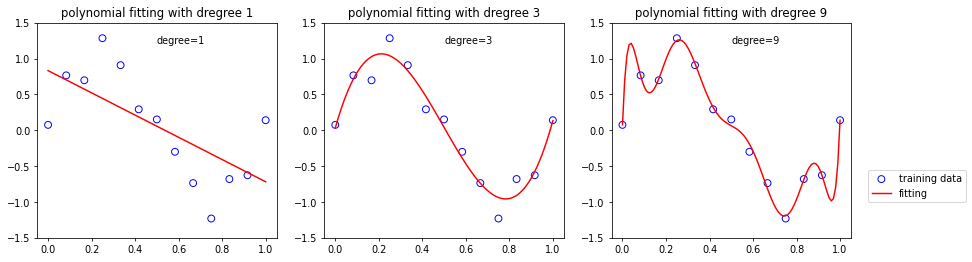 polynomial fitting with dregree 1
degree=1
1.5
1.0
0.5
0.0
−0.5
−1.0
−1.5
0.0 0.2 0.4 0.6 0.8 1.0
polynomial fitting with dregree 3
degree=3
1.5
1.0
0.5
0.0
−0.5
−1.0
−1.5
0.0 0.2 0.4 0.6 0.8 1.0
polynomial fitting with dregree 9
degree=9
1.5
1.0
0.5
0.0
−0.5
−1.0
−1.5
0.0 0.2 0.4 0.6 0.8 1.0
training data
fitting